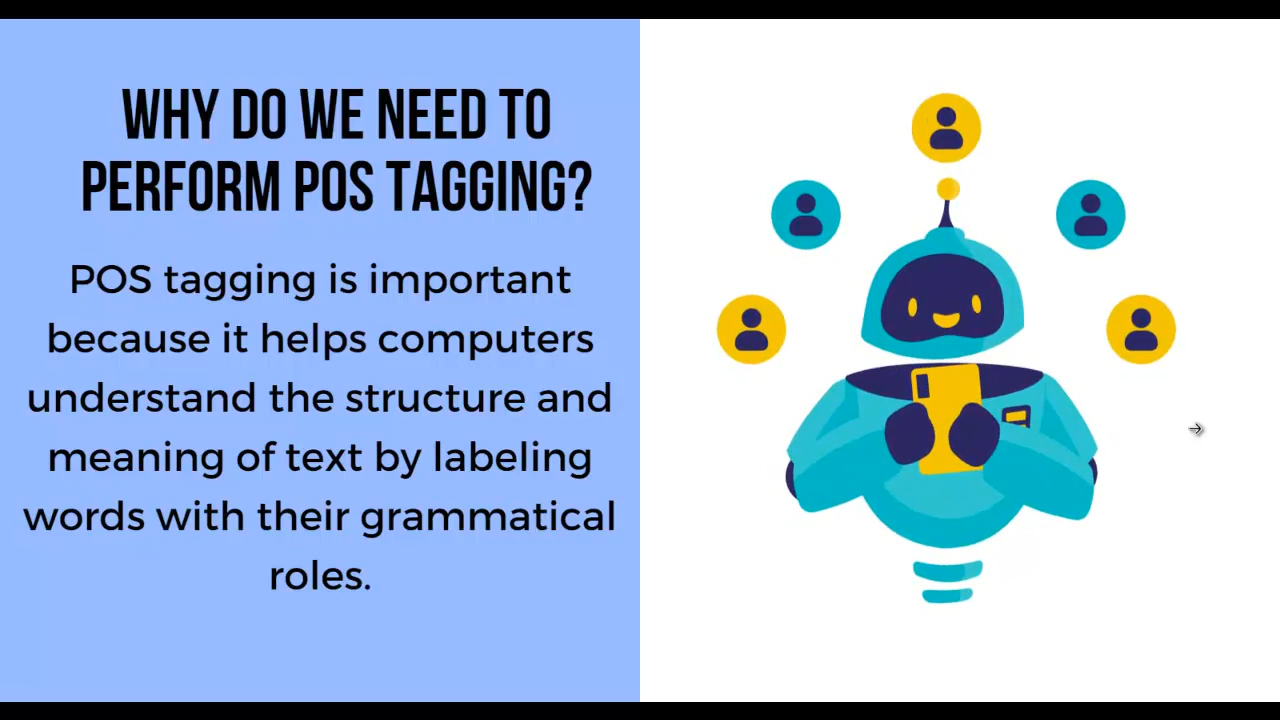 WHY DO WE NEED TO
PERFORM POS TAGGING?
POS tagging is important
because it helps computers
understand the structure and
meaning of text by labeling
words with their grammatical
roles.